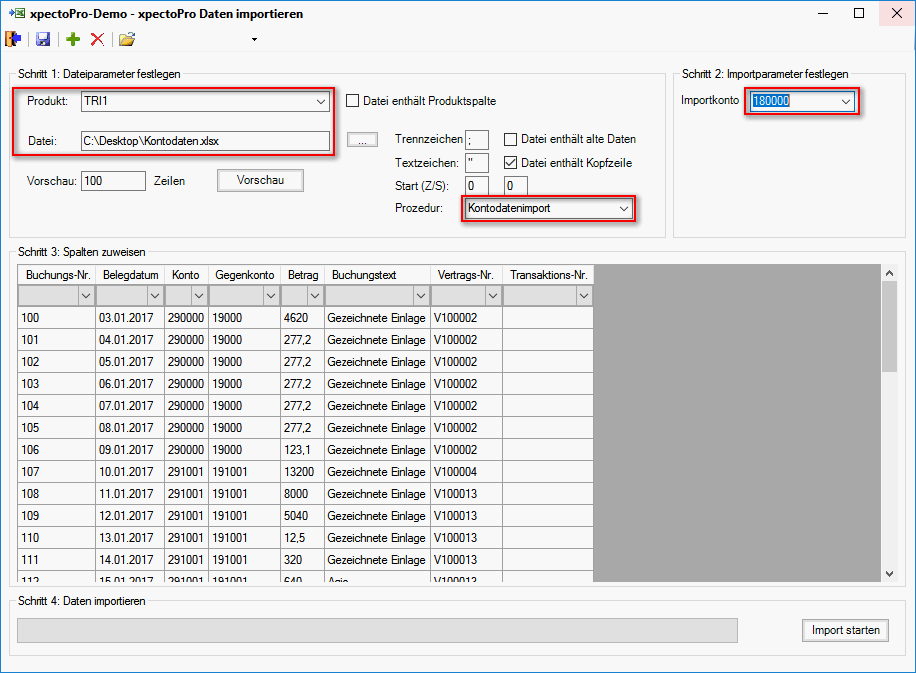 xpectoPro-Demo - xpectoPro Daten importieren
Schritt 1: Dateiparameter festlegen
Produkt: TRI1
Datei enthält Produktspalte
Datei: C:\Desktop\Kontodaten.xlsx ...
Trennzeichen ; Datei enthält alte Daten
Textzeichen: " Datei enthält Kopfzeile
Vorschau: 100 Zeilen Vorschau
Start (Z/S): 0 0
Prozedur: Kontodatenimport
Schritt 2: Importparameter festlegen
Importkonto 180000
Schritt 3: Spalten zuweisen
Buchungs-Nr. Belegdatum Konto Gegenkonto Betrag Buchungstext Vertrags-Nr. Transaktions-Nr.
100 03.01.2017 290000 19000 4620 Gezeichnete Einlage V100002
101 04.01.2017 290000 19000 277,2 Gezeichnete Einlage V100002
102 05.01.2017 290000 19000 277,2 Gezeichnete Einlage V100002
103 06.01.2017 290000 19000 277,2 Gezeichnete Einlage V100002
104 07.01.2017 290000 19000 277,2 Gezeichnete Einlage V100002
105 08.01.2017 290000 19000 277,2 Gezeichnete Einlage V100002
106 09.01.2017 290000 19000 123,1 Gezeichnete Einlage V100002
107 10.01.2017 291001 191001 13200 Gezeichnete Einlage V100004
108 11.01.2017 291001 191001 8000 Gezeichnete Einlage V100013
109 12.01.2017 291001 191001 5040 Gezeichnete Einlage V100013
110 13.01.2017 291001 191001 12,5 Gezeichnete Einlage V100013
111 14.01.2017 291001 191001 320 Gezeichnete Einlage V100013
112 15.01.2017 291001 191001 640 Agio V100013
Schritt 4: Daten importieren
Import starten